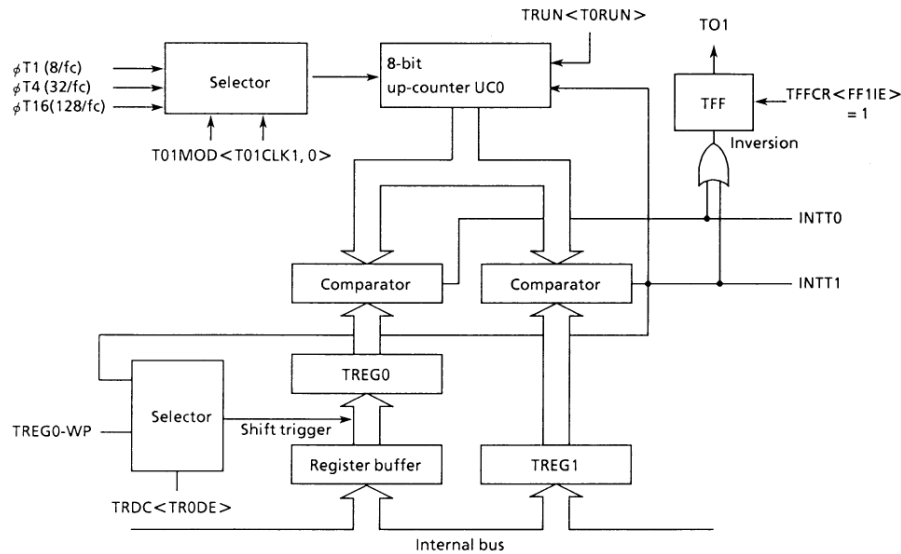 TRUN<T0RUN>
TO1
φT1 (8/fc)
φT4 (32/fc)
φT16(128/fc)
Selector
8-bit
up-counter UC0
TFF
TFFCR<FF1IE>
= 1
Inversion
T01MOD<T01CLK1, 0>
INTT0
Comparator
Comparator
INTT1
TREG0
Selector
TREG0-WP
Shift trigger
Register buffer
TREG1
TRDC<TR0DE>
Internal bus